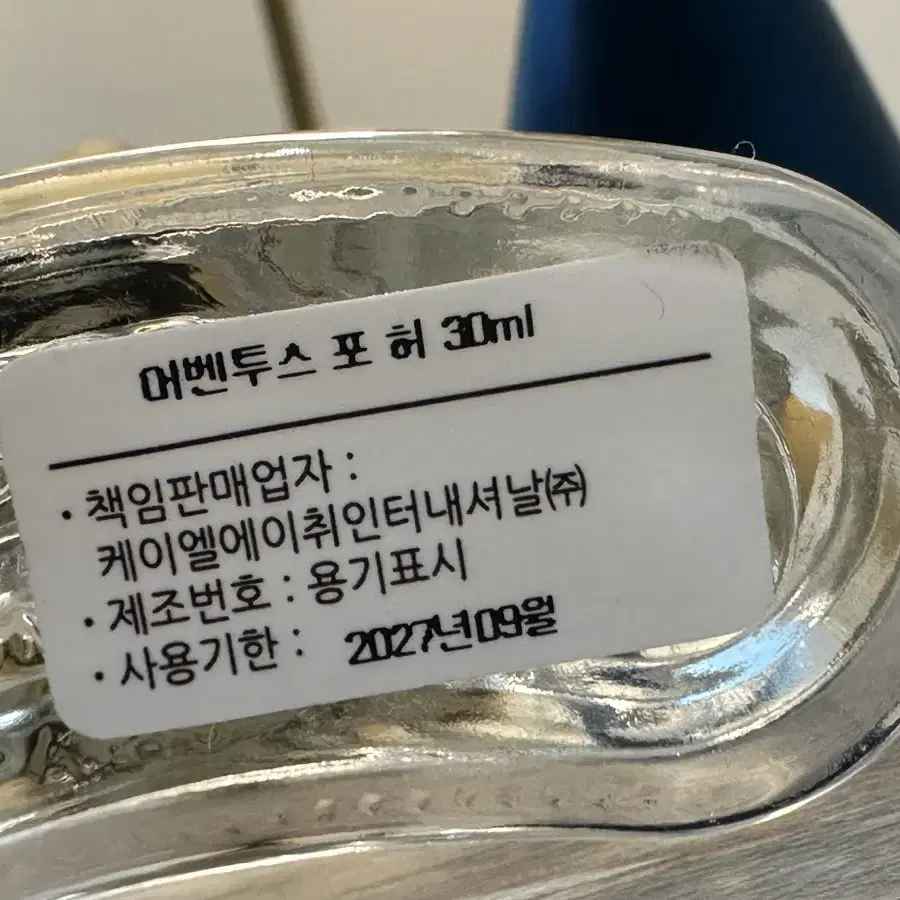 어벤투스 포 허 30ml
· 책임판매업자 :
케이엘에이취인터내셔날㈜
· 제조번호 : 용기표시
· 사용기한 : 2027년09월